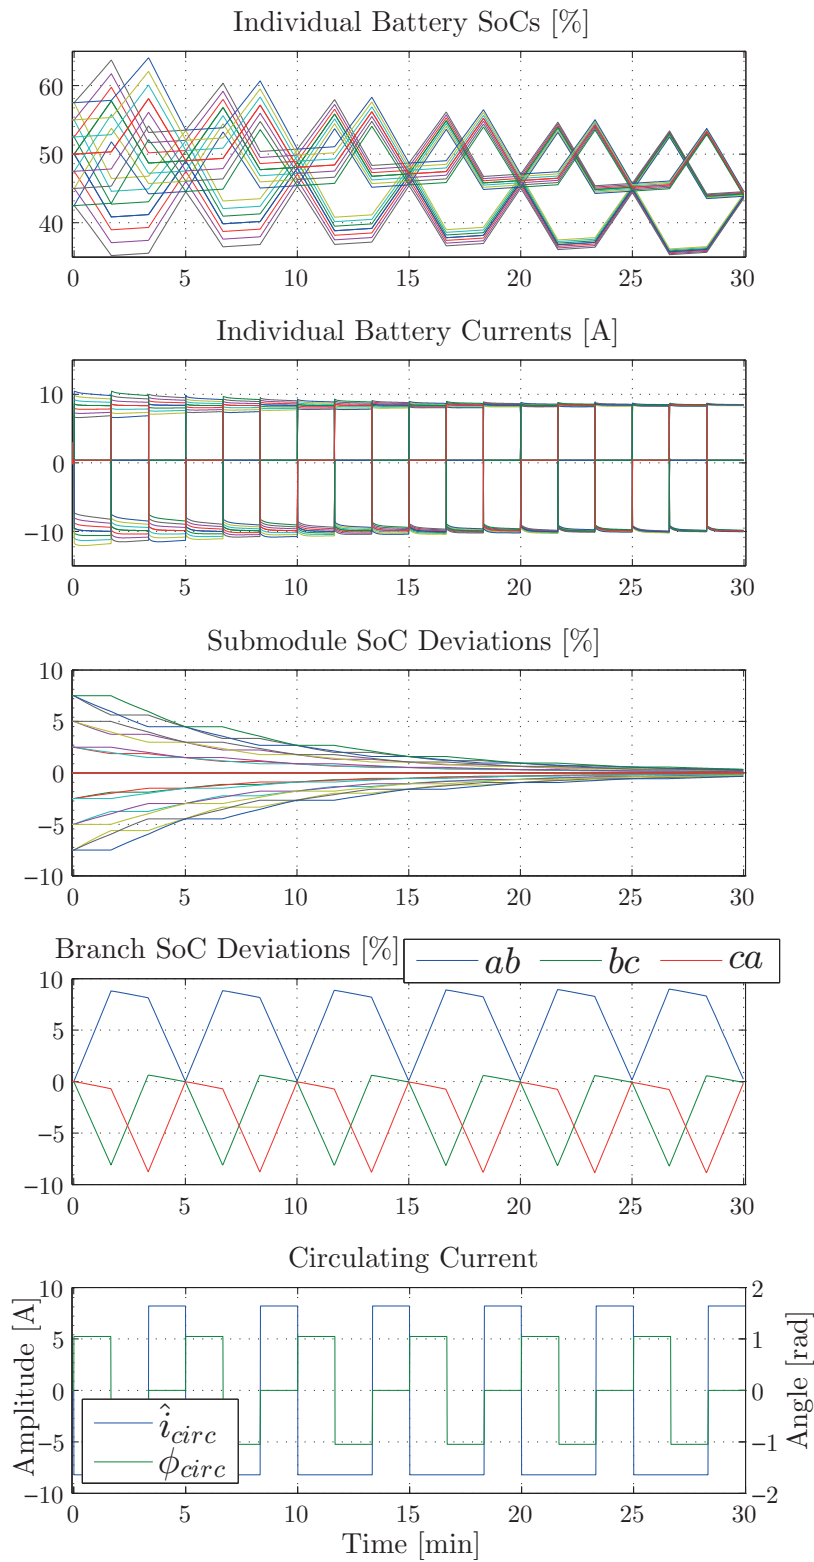 Individual Battery SoCs [%]
60
50
40
0 5 10 15 20 25 30
Individual Battery Currents [A]
10
0
−10
0 5 10 15 20 25 30
Submodule SoC Deviations [%]
10
5
0
−5
−10
0 5 10 15 20 25 30
Branch SoC Deviations [%]
ab bc ca
10
5
0
−5
−10
0 5 10 15 20 25 30
Circulating Current
10 2
5 1
0 0
−5 −1
−10 −2
Amplitude [A]
Angle [rad]
î_circ
ϕ_circ
0 5 10 15 20 25 30
Time [min]